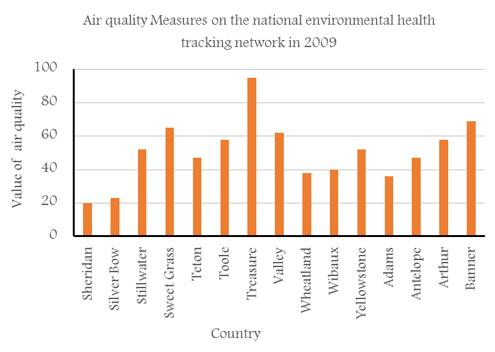 Air quality Measures on the national environmental health
tracking network in 2009
Value of air quality
100
80
60
40
20
0
Sheridan
Silver Bow
Stillwater
Sweet Grass
Teton
Toole
Treasure
Valley
Wheatland
Wibaux
Yellowstone
Adams
Antelope
Arthur
Banner
Country